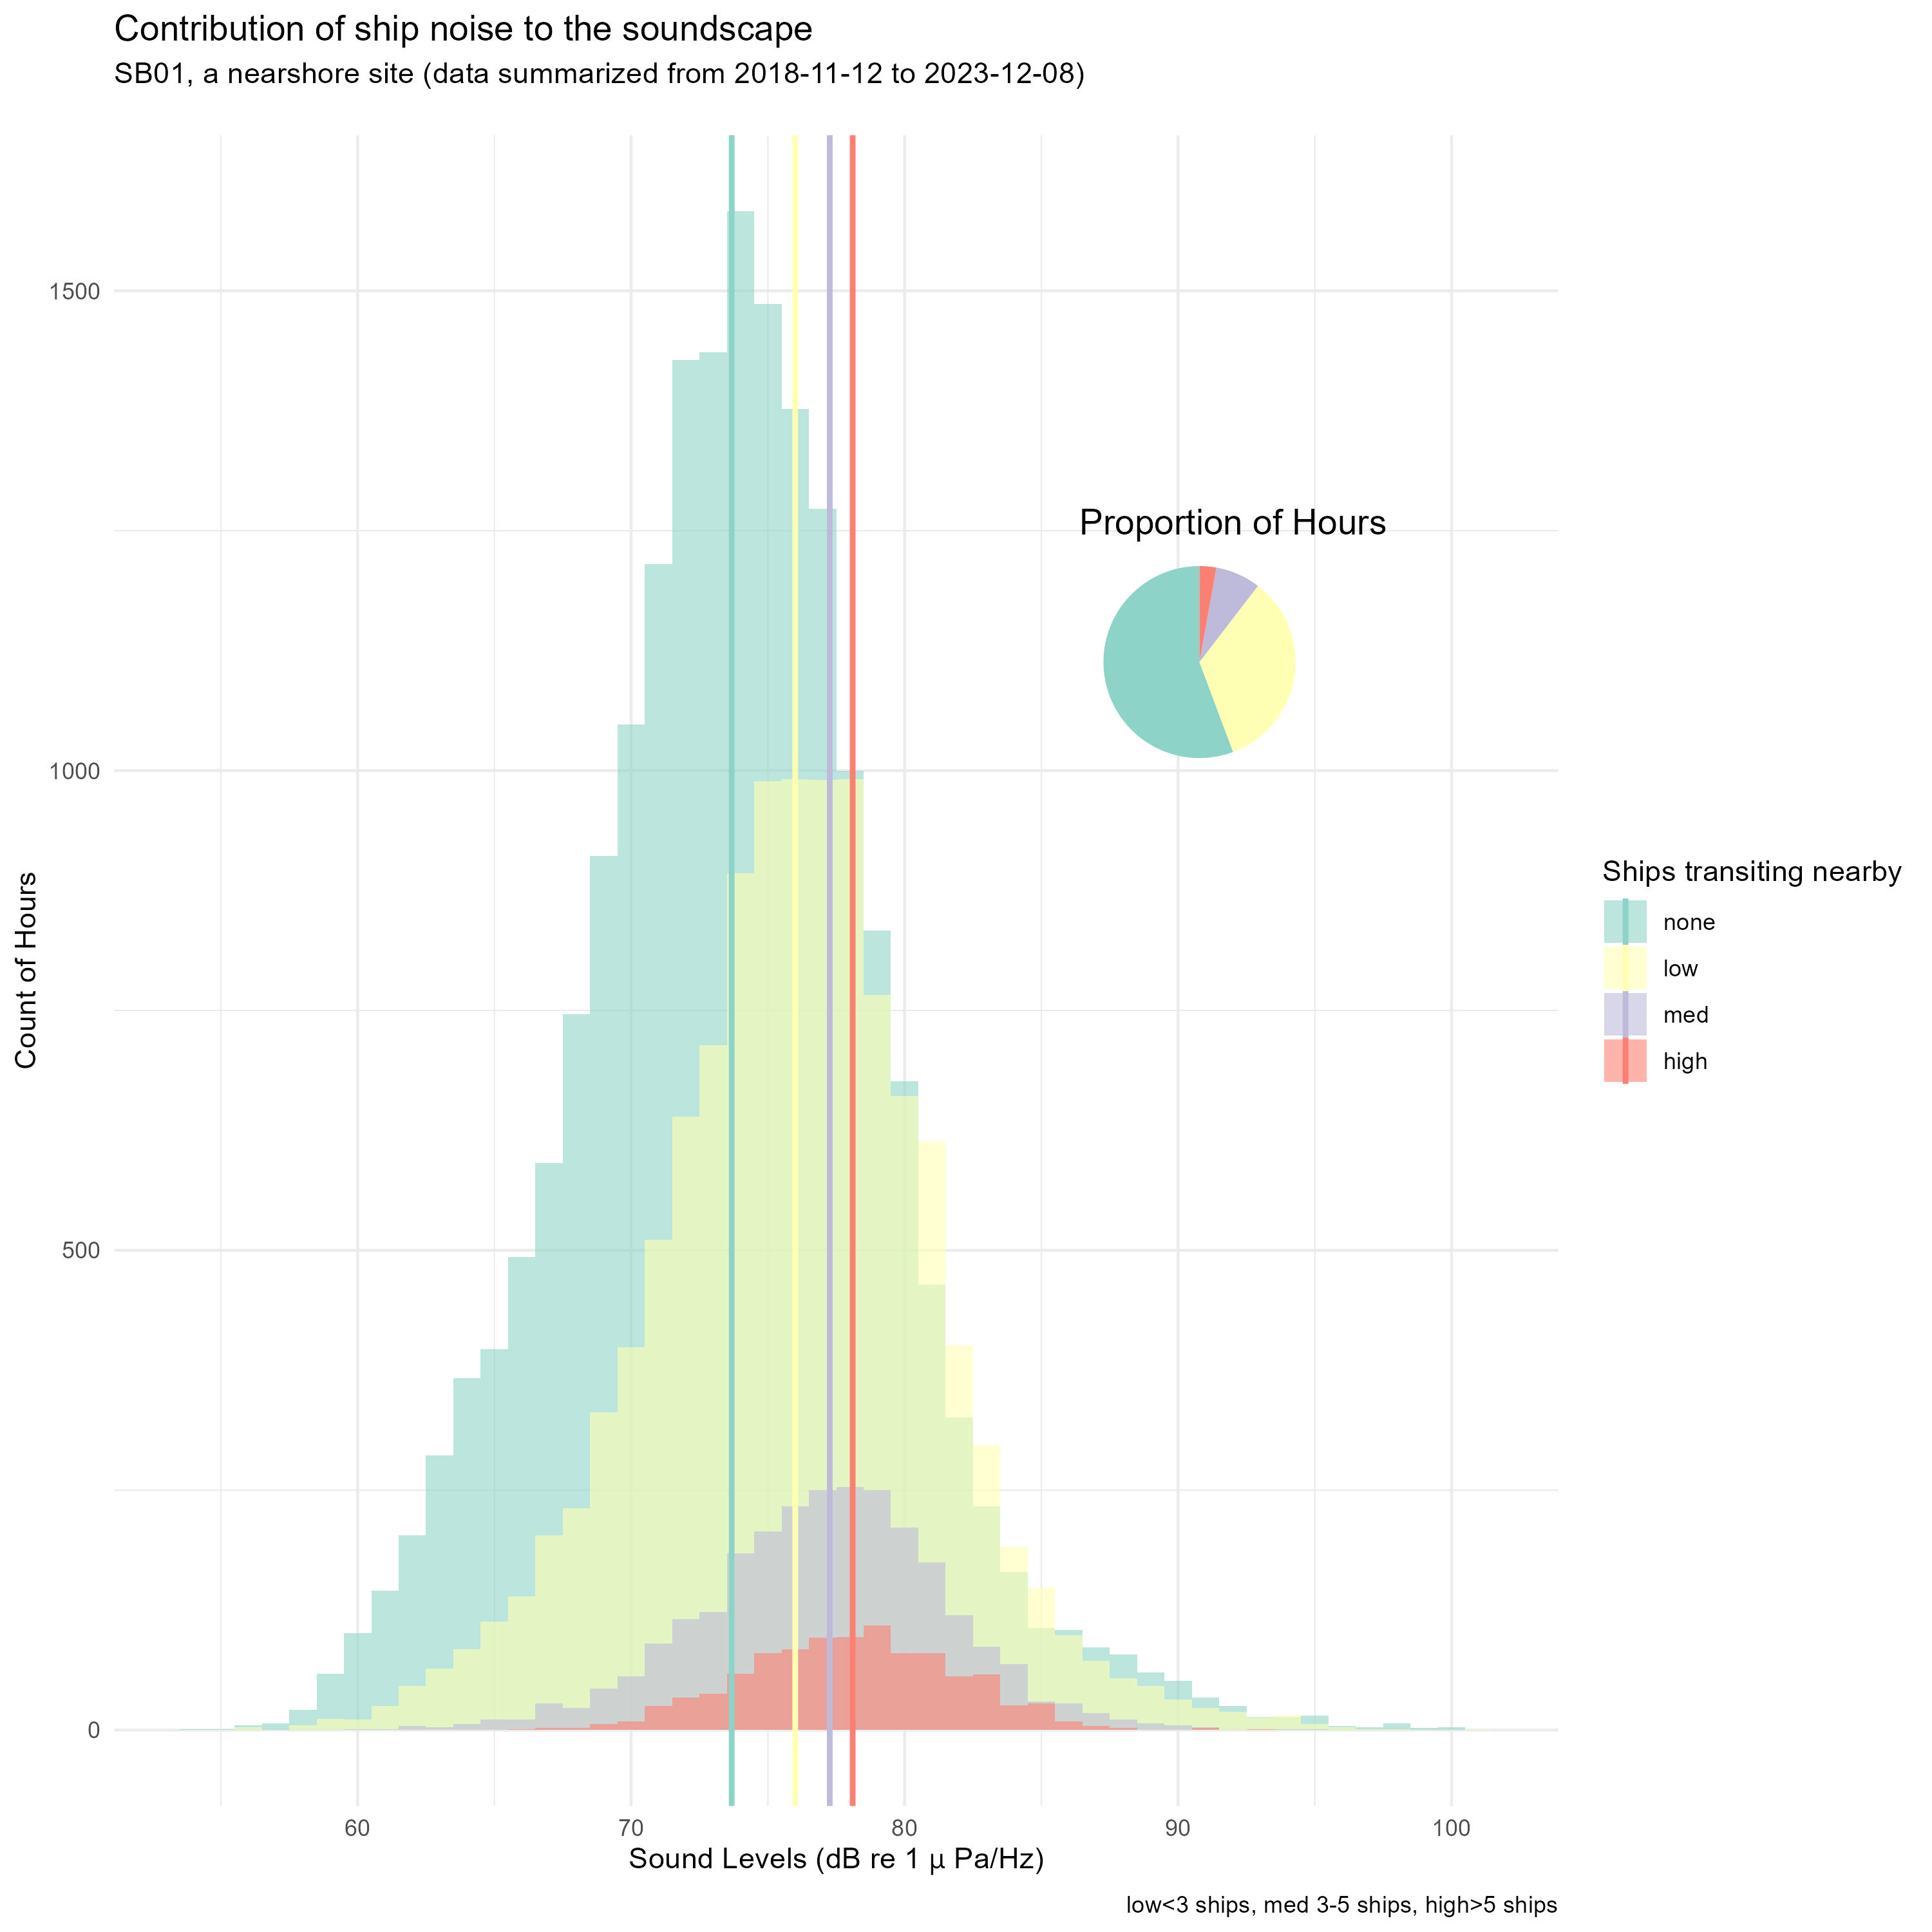 Contribution of ship noise to the soundscape
SB01, a nearshore site (data summarized from 2018-11-12 to 2023-12-08)
1500
1000
500
0
Count of Hours
Proportion of Hours
Ships transiting nearby
none
low
med
high
60 70 80 90 100
Sound Levels (dB re 1 μ Pa/Hz)
low<3 ships, med 3-5 ships, high>5 ships